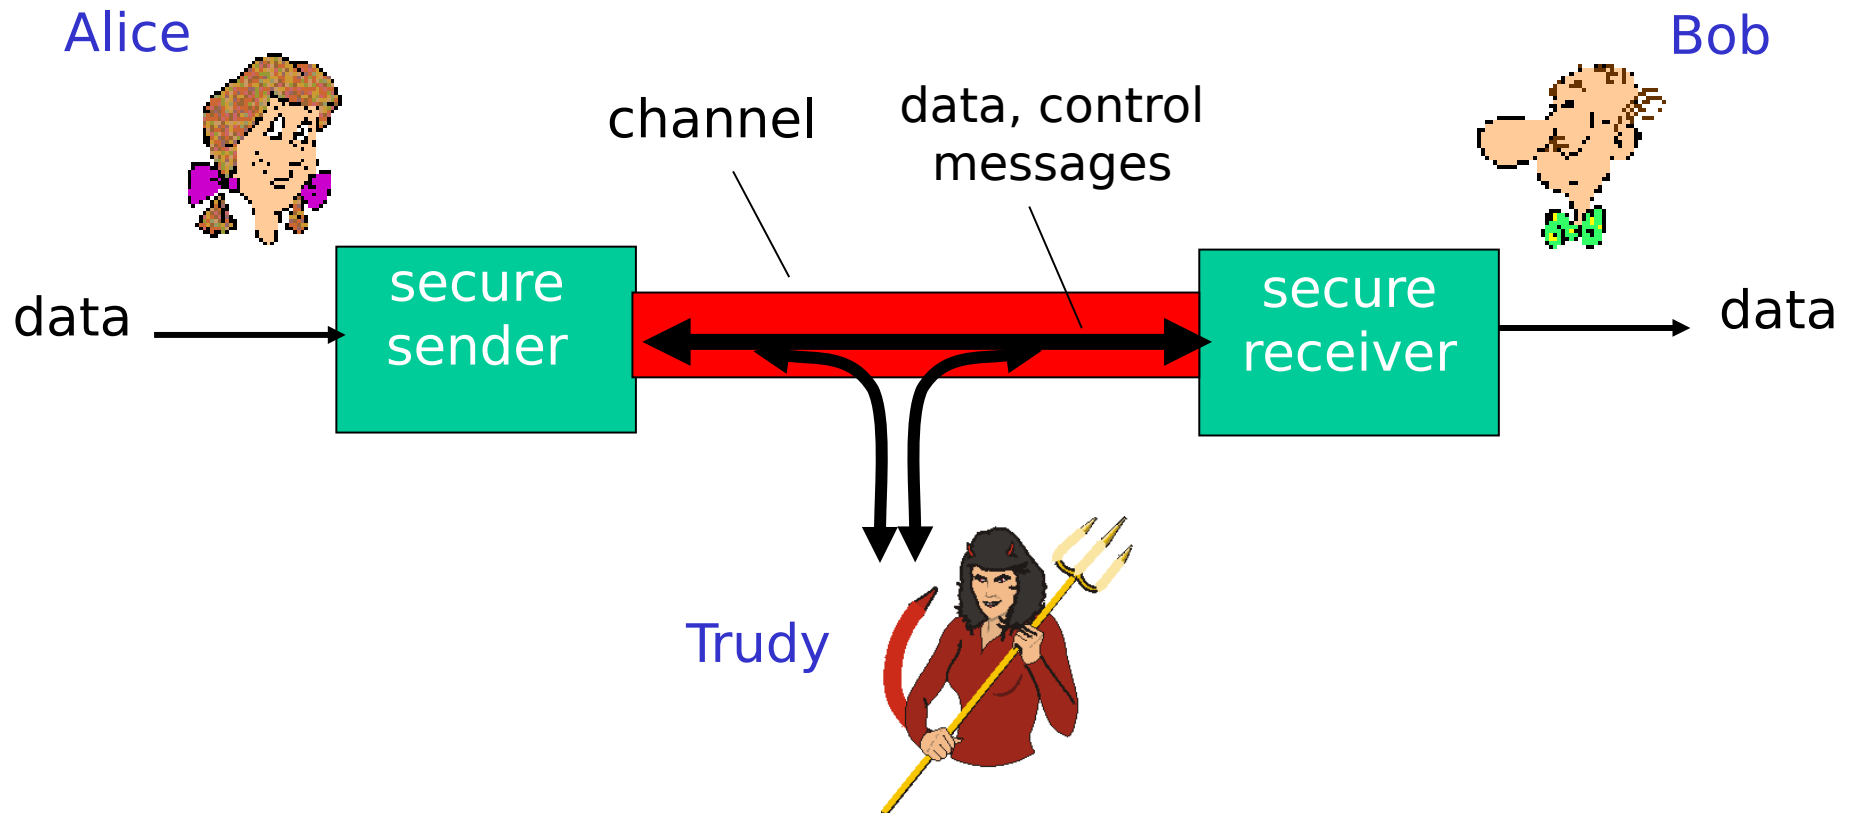 Alice
Bob
channel
data, control
messages
data
secure
sender
secure
receiver
data
Trudy